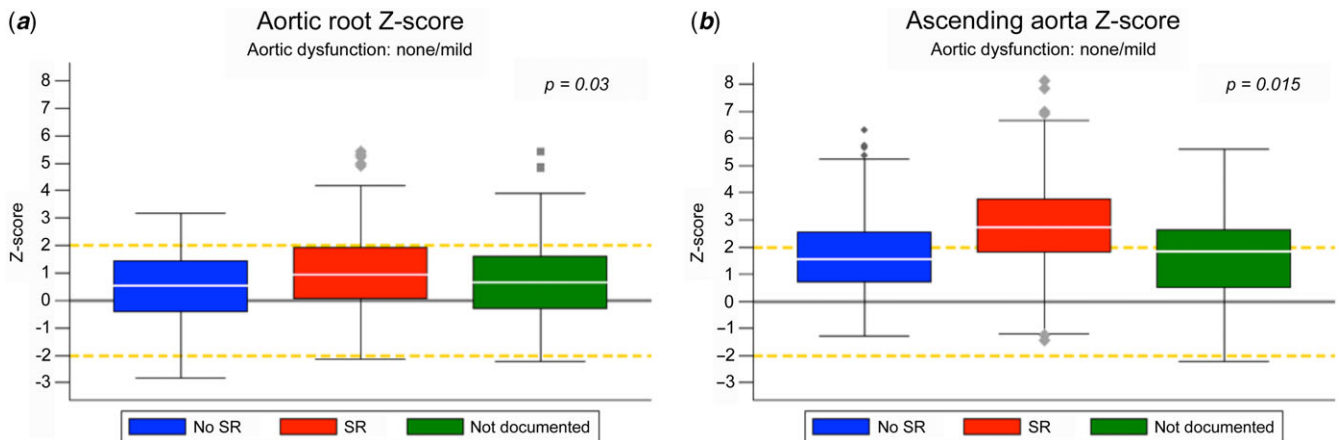 (a)
Aortic root Z-score
Aortic dysfunction: none/mild
p = 0.03
Z-score
8
7
6
5
4
3
2
1
0
-1
-2
-3
No SR
SR
Not documented
(b)
Ascending aorta Z-score
Aortic dysfunction: none/mild
p = 0.015
Z-score
8
7
6
5
4
3
2
1
0
-1
-2
-3
No SR
SR
Not documented